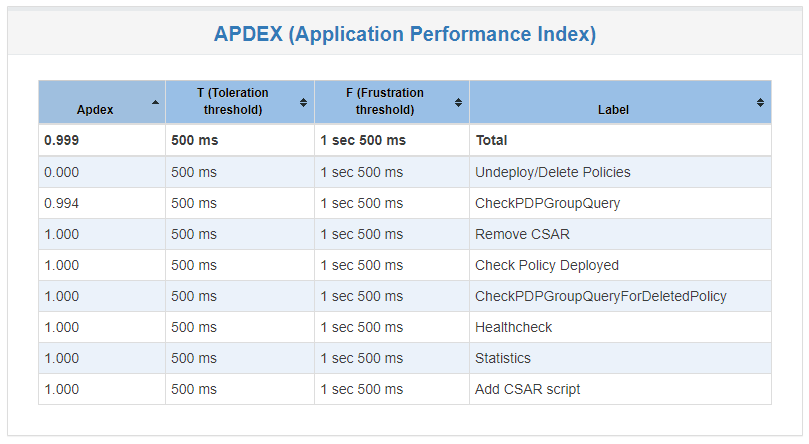 APDEX (Application Performance Index)
Apdex T (Toleration threshold) F (Frustration threshold) Label
0.999 500 ms 1 sec 500 ms Total
0.000 500 ms 1 sec 500 ms Undeploy/Delete Policies
0.994 500 ms 1 sec 500 ms CheckPDPGroupQuery
1.000 500 ms 1 sec 500 ms Remove CSAR
1.000 500 ms 1 sec 500 ms Check Policy Deployed
1.000 500 ms 1 sec 500 ms CheckPDPGroupQueryForDeletedPolicy
1.000 500 ms 1 sec 500 ms Healthcheck
1.000 500 ms 1 sec 500 ms Statistics
1.000 500 ms 1 sec 500 ms Add CSAR script